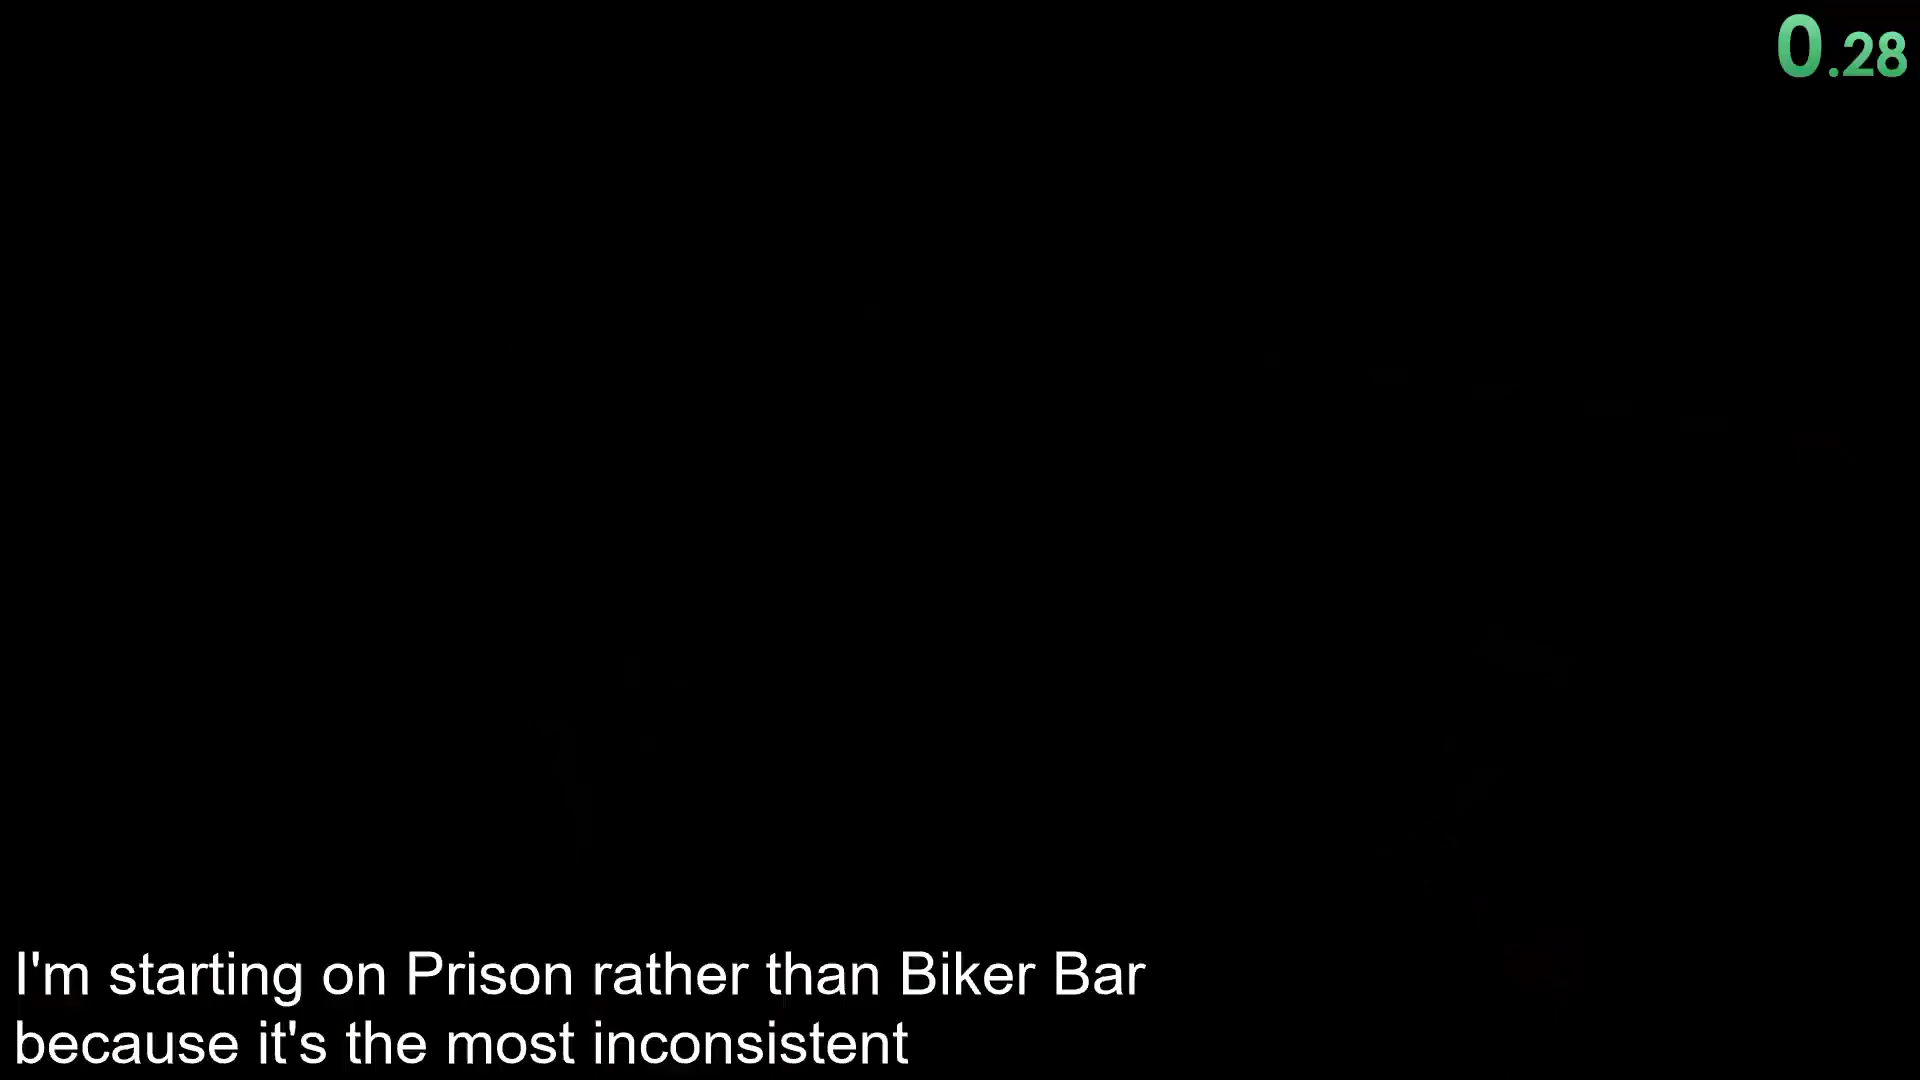 0.28
I'm starting on Prison rather than Biker Bar
because it's the most inconsistent